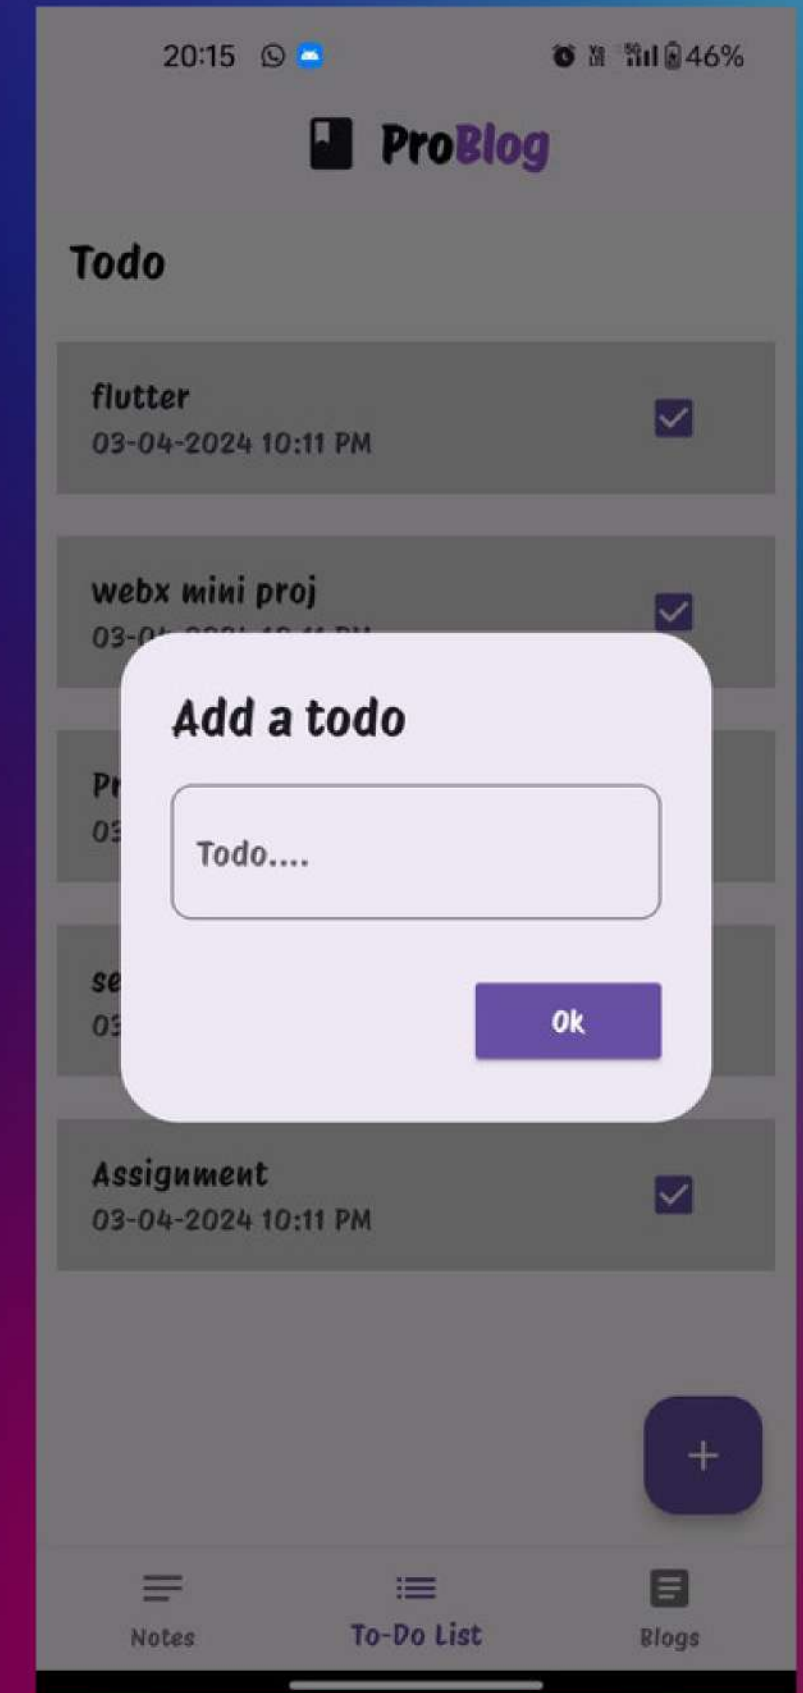 20:15 46%
ProBlog
Todo
flutter
03-04-2024 10:11 PM
webx mini proj
Add a todo
Todo....
Ok
Assignment
03-04-2024 10:11 PM
Notes To-Do List Blogs